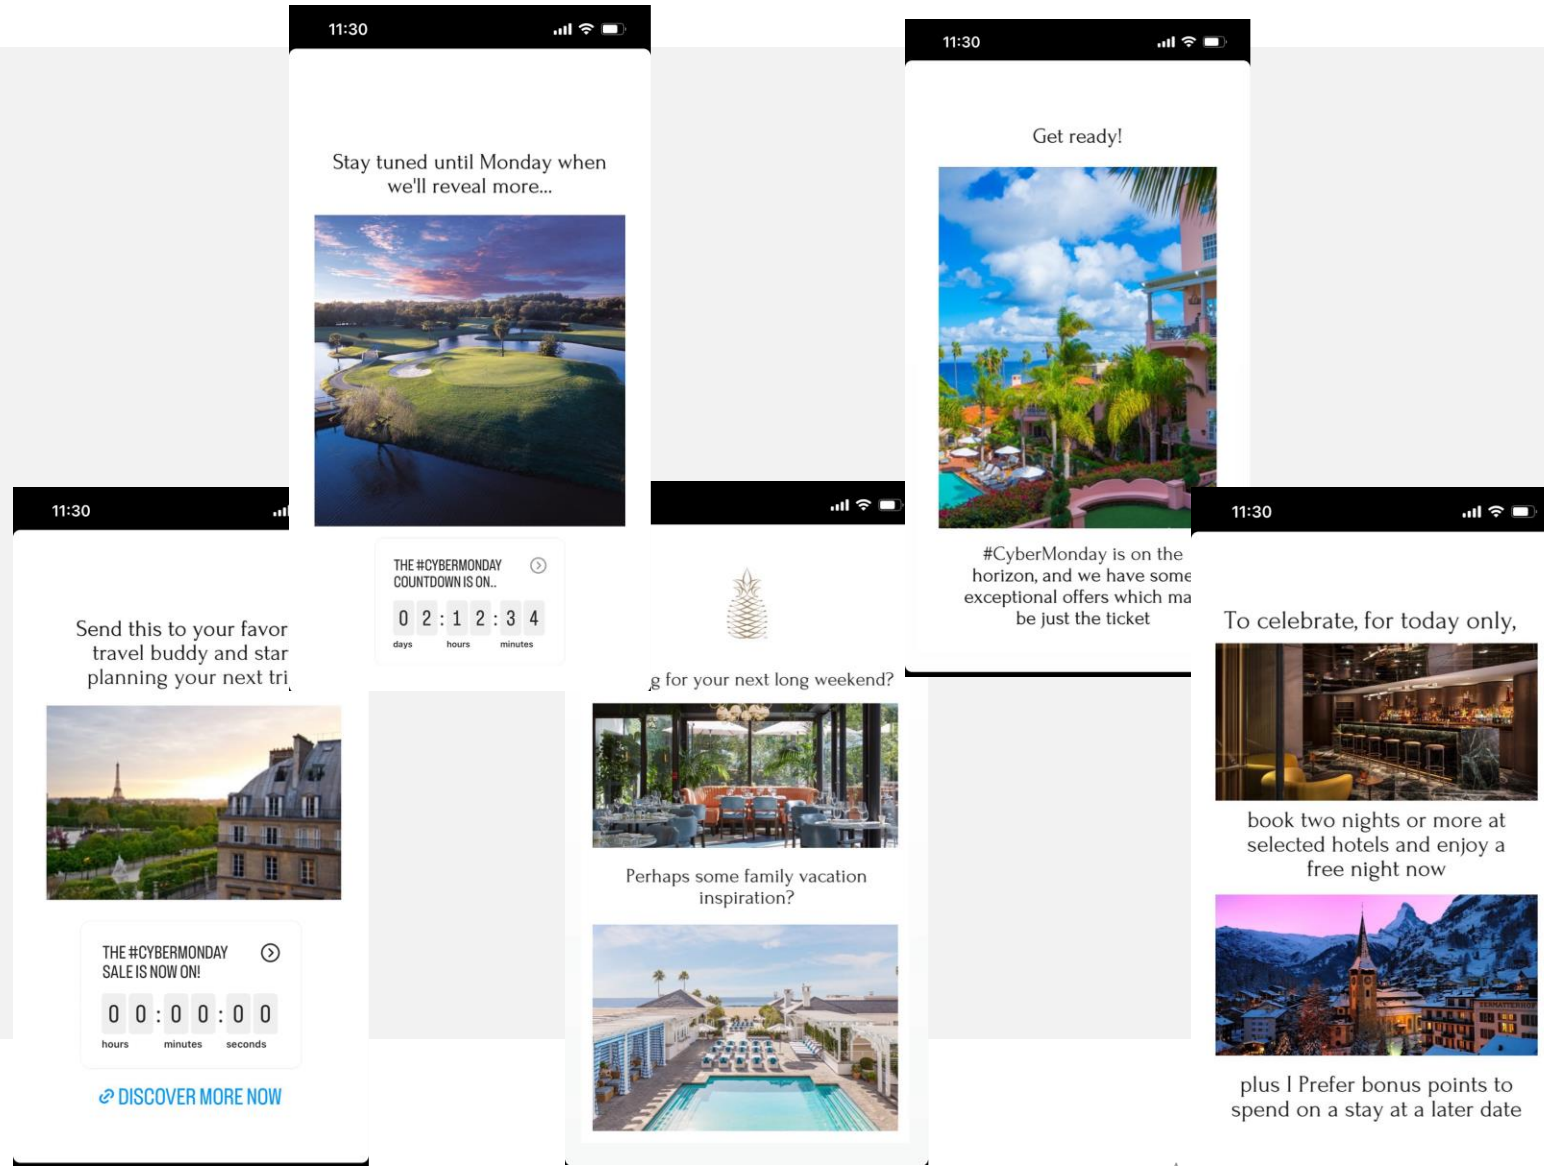 11:30
Stay tuned until Monday when
we'll reveal more...
THE #CYBERMONDAY
COUNTDOWN IS ON..
0 2 : 1 2 : 3 4
days hours minutes
11:30
Get ready!
#CyberMonday is on the
horizon, and we have some
exceptional offers which ma
be just the ticket
11:30
Send this to your favor
travel buddy and star
planning your next tri
THE #CYBERMONDAY
SALE IS NOW ON!
0 0 : 0 0 : 0 0
hours minutes seconds
DISCOVER MORE NOW
g for your next long weekend?
Perhaps some family vacation
inspiration?
11:30
To celebrate, for today only,
book two nights or more at
selected hotels and enjoy a
free night now
ZERMATTERHOF
plus I Prefer bonus points to
spend on a stay at a later date